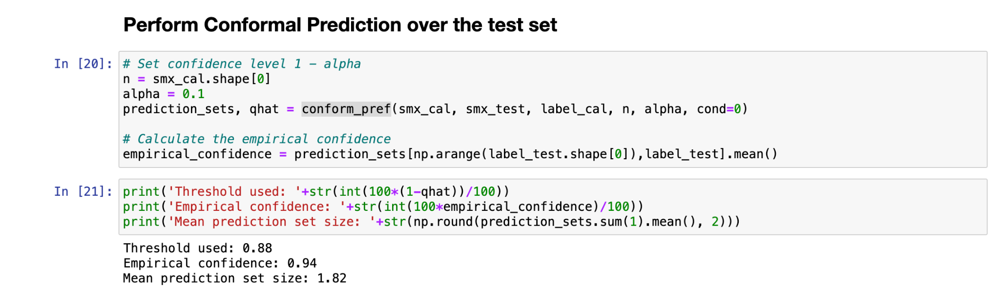 Perform Conformal Prediction over the test set
In [20]:
# Set confidence level 1 - alpha
n = smx_cal.shape[0]
alpha = 0.1
prediction_sets, qhat = conform_pref(smx_cal, smx_test, label_cal, n, alpha, cond=0)
# Calculate the empirical confidence
empirical_confidence = prediction_sets[np.arange(label_test.shape[0]),label_test].mean()
In [21]:
print('Threshold used: '+str(int(100*(1-qhat))/100))
print('Empirical confidence: '+str(int(100*empirical_confidence)/100))
print('Mean prediction set size: '+str(np.round(prediction_sets.sum(1).mean(), 2)))
Threshold used: 0.88
Empirical confidence: 0.94
Mean prediction set size: 1.82